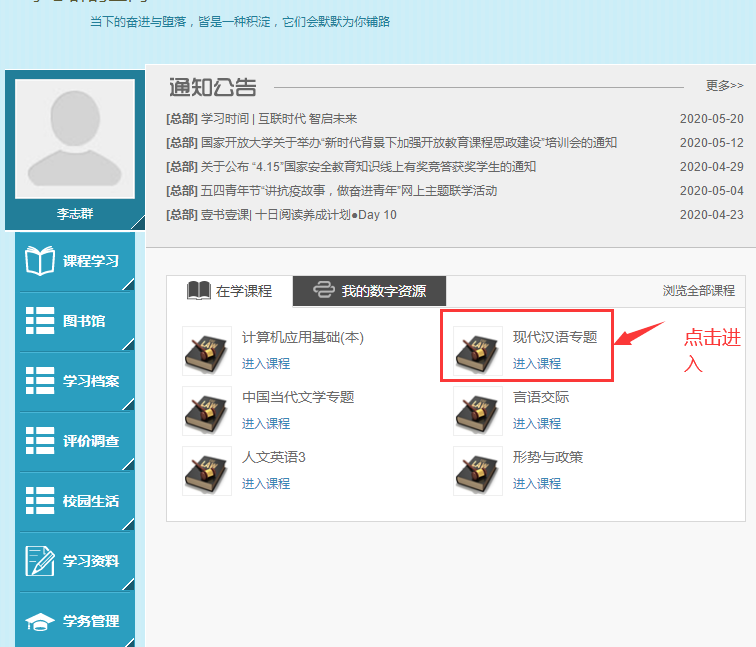 当下的奋进与堕落，皆是一种积淀，它们会默默为你铺路
李志群
课程学习
图书馆
学习档案
评价调查
校园生活
学习资料
学务管理
通知公告
更多>>
[总部] 学习时间 | 互联时代 智启未来 2020-05-20
[总部] 国家开放大学关于举办“新时代背景下加强开放教育课程思政建设”培训会的通知 2020-05-12
[总部] 关于公布 “4.15”国家安全教育知识线上有奖竞答获奖学生的通知 2020-04-29
[总部] 五四青年节“讲抗疫故事，做奋进青年”网上主题联学活动 2020-05-04
[总部] 壹书壹课| 十日阅读养成计划●Day 10 2020-04-23
在学课程 我的数字资源 浏览全部课程
计算机应用基础(本)
进入课程
现代汉语专题
进入课程
点击进
入
中国当代文学专题
进入课程
言语交际
进入课程
人文英语3
进入课程
形势与政策
进入课程